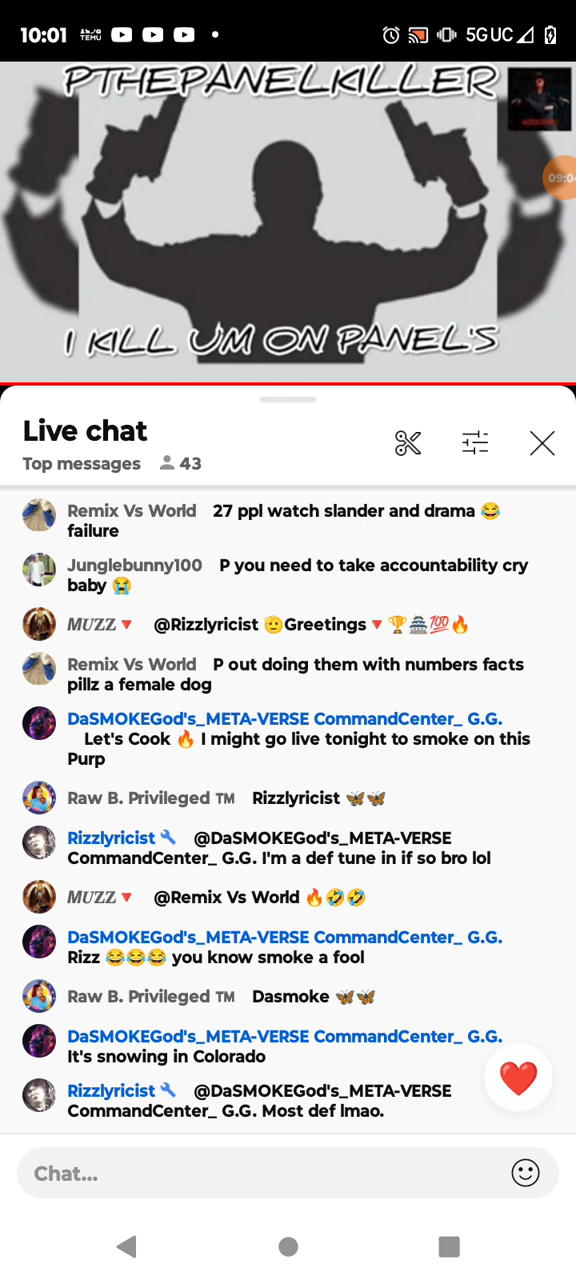 10:01 TEMU 5G UC
PTHEPANELKILLER
09:0
I KILL UM ON PANEL'S
Live chat
Top messages 43
Remix Vs World 27 ppl watch slander and drama 😂
failure
Junglebunny100 P you need to take accountability cry
baby 😭
MUZZ🔻 @Rizzlyricist 🫡Greetings🔻🏆🏯💯🔥
Remix Vs World P out doing them with numbers facts
pillz a female dog
DaSMOKEGod's_META-VERSE CommandCenter_ G.G.
Let's Cook 🔥 I might go live tonight to smoke on this
Purp
Raw B. Privileged TM Rizzlyricist 🦋🦋
Rizzlyricist 🔧 @DaSMOKEGod's_META-VERSE
CommandCenter_ G.G. I'm a def tune in if so bro lol
MUZZ🔻 @Remix Vs World 🔥🤣🤣
DaSMOKEGod's_META-VERSE CommandCenter_ G.G.
Rizz 😂😂😂 you know smoke a fool
Raw B. Privileged TM Dasmoke 🦋🦋
DaSMOKEGod's_META-VERSE CommandCenter_ G.G.
It's snowing in Colorado
Rizzlyricist 🔧 @DaSMOKEGod's_META-VERSE
CommandCenter_ G.G. Most def lmao.
Chat...